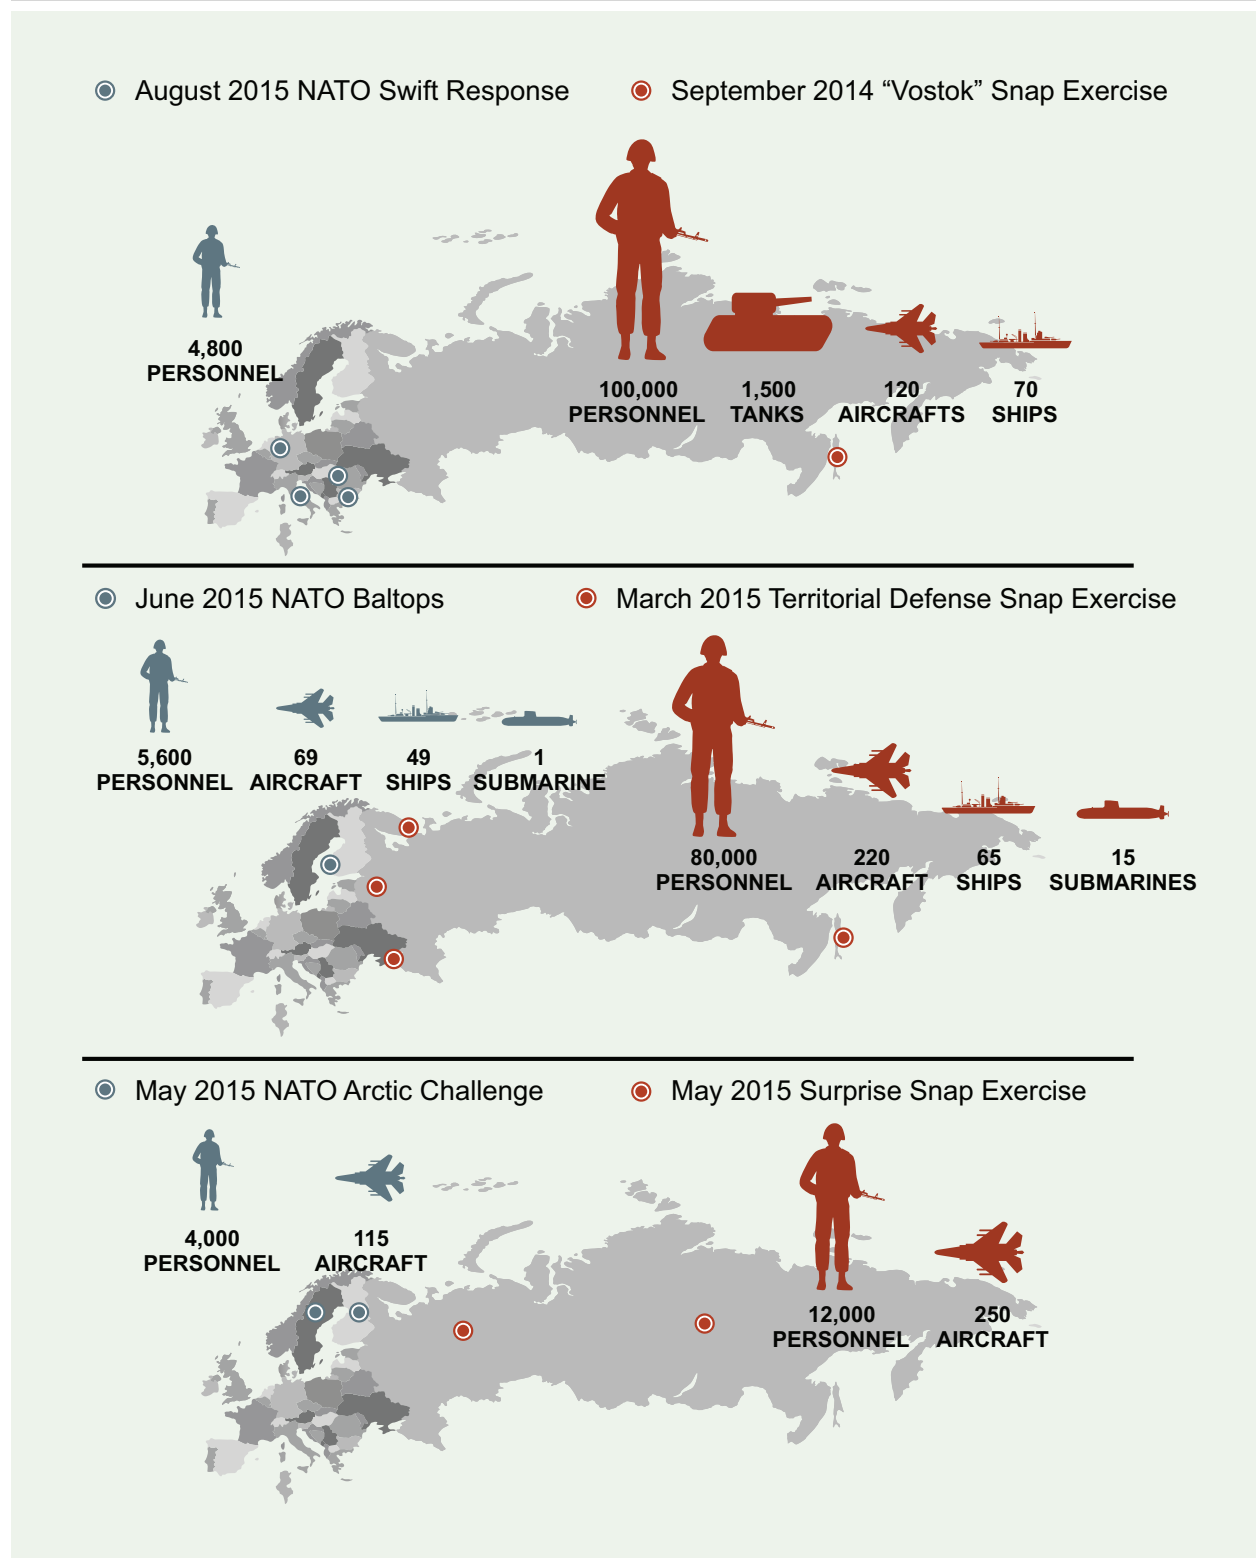 August 2015 NATO Swift Response
September 2014 “Vostok” Snap Exercise
4,800
PERSONNEL
100,000
PERSONNEL
1,500
TANKS
120
AIRCRAFTS
70
SHIPS
June 2015 NATO Baltops
March 2015 Territorial Defense Snap Exercise
5,600
PERSONNEL
69
AIRCRAFT
49
SHIPS
1
SUBMARINE
80,000
PERSONNEL
220
AIRCRAFT
65
SHIPS
15
SUBMARINES
May 2015 NATO Arctic Challenge
May 2015 Surprise Snap Exercise
4,000
PERSONNEL
115
AIRCRAFT
12,000
PERSONNEL
250
AIRCRAFT